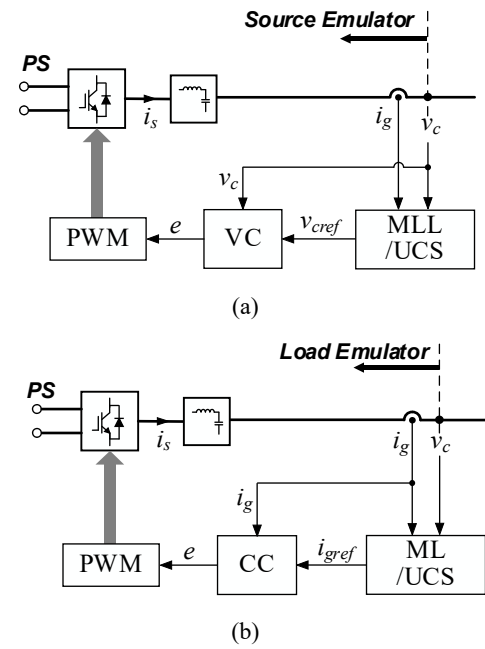 Source Emulator
PS
i_s
i_g
v_c
v_c
PWM
e
VC
v_cref
MLL
/UCS
(a)
Load Emulator
PS
i_s
i_g
v_c
i_g
PWM
e
CC
i_gref
ML
/UCS
(b)